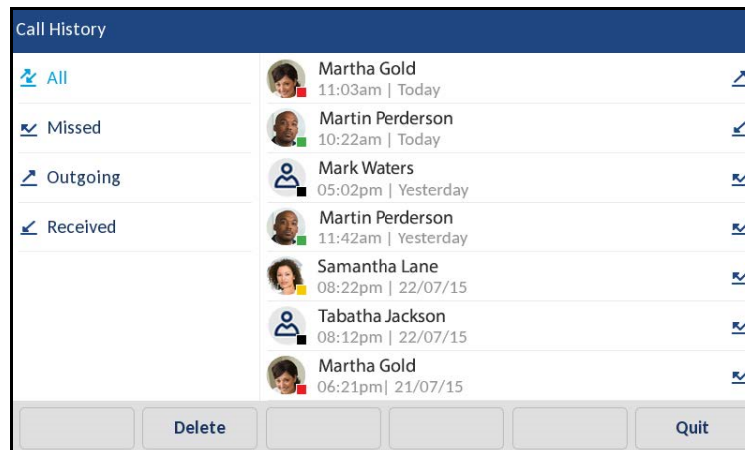 Call History
All
Missed
Outgoing
Received
Martha Gold
11:03am | Today
Martin Perderson
10:22am | Today
Mark Waters
05:02pm | Yesterday
Martin Perderson
11:42am | Yesterday
Samantha Lane
08:22pm | 22/07/15
Tabatha Jackson
08:12pm | 22/07/15
Martha Gold
06:21pm| 21/07/15
Delete
Quit